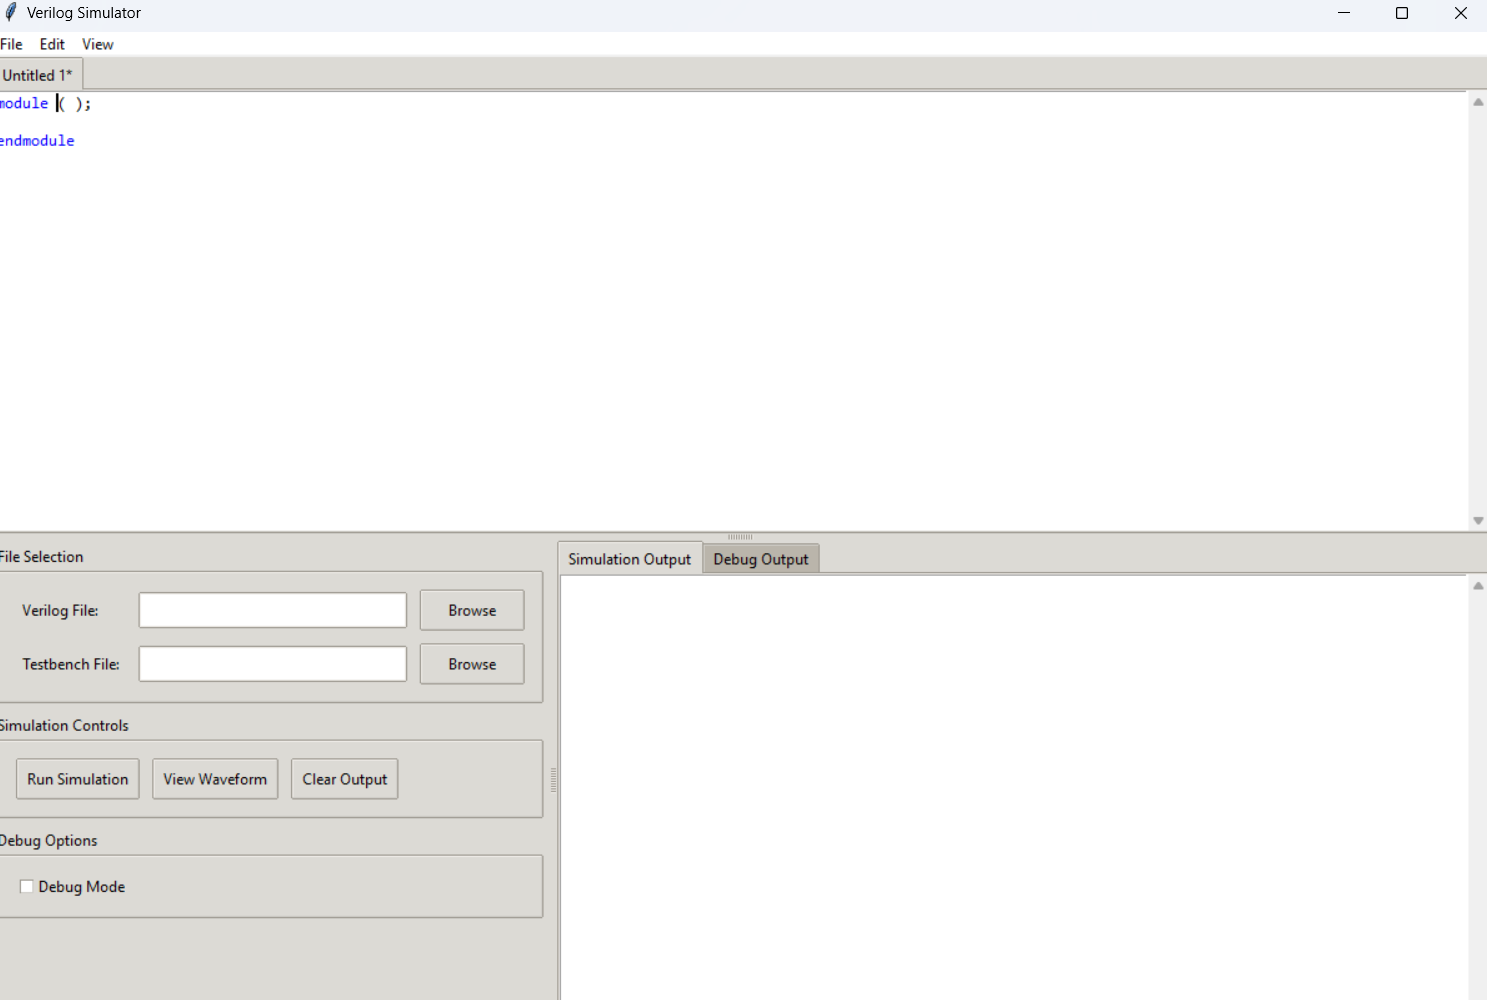 Verilog Simulator
File Edit View
Untitled 1*
module ( );
endmodule
File Selection
Verilog File: Browse
Testbench File: Browse
Simulation Controls
Run Simulation View Waveform Clear Output
Debug Options
Debug Mode
Simulation Output Debug Output